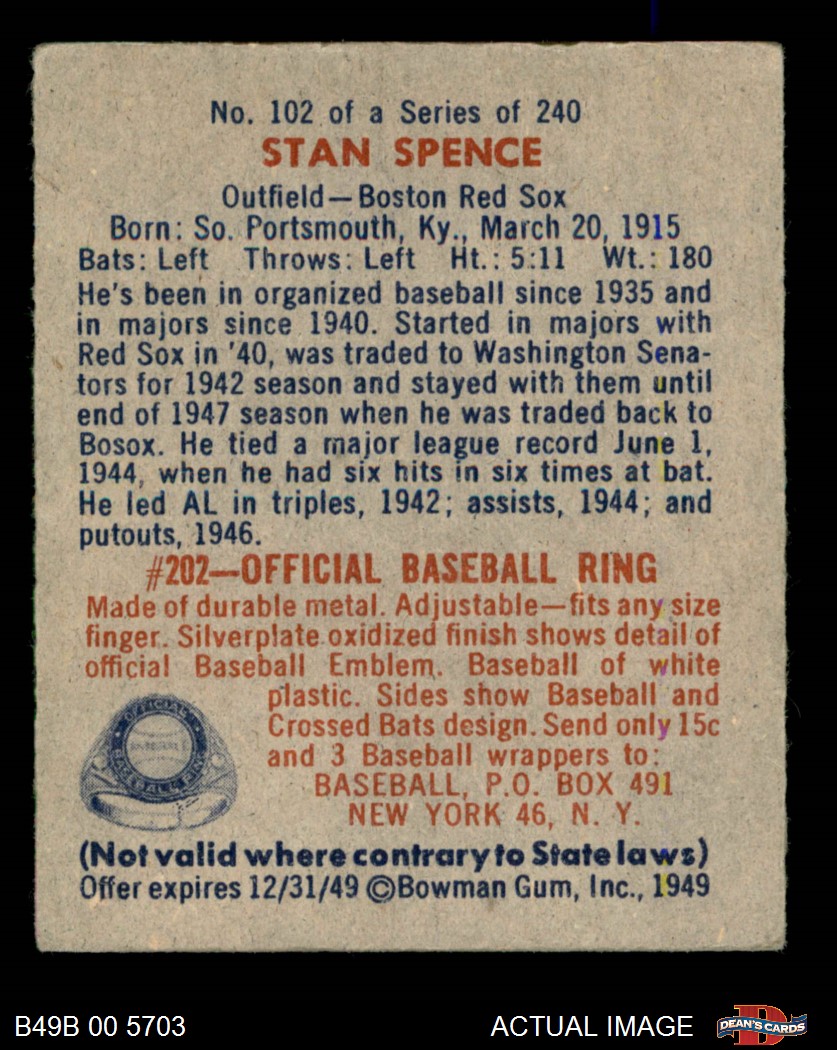 No. 102 of a Series of 240
STAN SPENCE
Outfield—Boston Red Sox
Born: So. Portsmouth, Ky., March 20, 1915
Bats: Left Throws: Left Ht.: 5:11 Wt.: 180
He's been in organized baseball since 1935 and
in majors since 1940. Started in majors with
Red Sox in '40, was traded to Washington Sena-
tors for 1942 season and stayed with them until
end of 1947 season when he was traded back to
Bosox. He tied a major league record June 1,
1944, when he had six hits in six times at bat.
He led AL in triples, 1942; assists, 1944; and
putouts, 1946.
#202—OFFICIAL BASEBALL RING
Made of durable metal. Adjustable—fits any size
finger. Silverplate oxidized finish shows detail of
official Baseball Emblem. Baseball of white
plastic. Sides show Baseball and
Crossed Bats design. Send only 15c
and 3 Baseball wrappers to:
BASEBALL, P.O. BOX 491
NEW YORK 46, N. Y.
OFFICIAL
BASEBALL
BASEBALL RING
(Not valid where contrary to State laws)
Offer expires 12/31/49 ©Bowman Gum, Inc., 1949
B49B 00 5703
ACTUAL IMAGE
DEAN'S CARDS